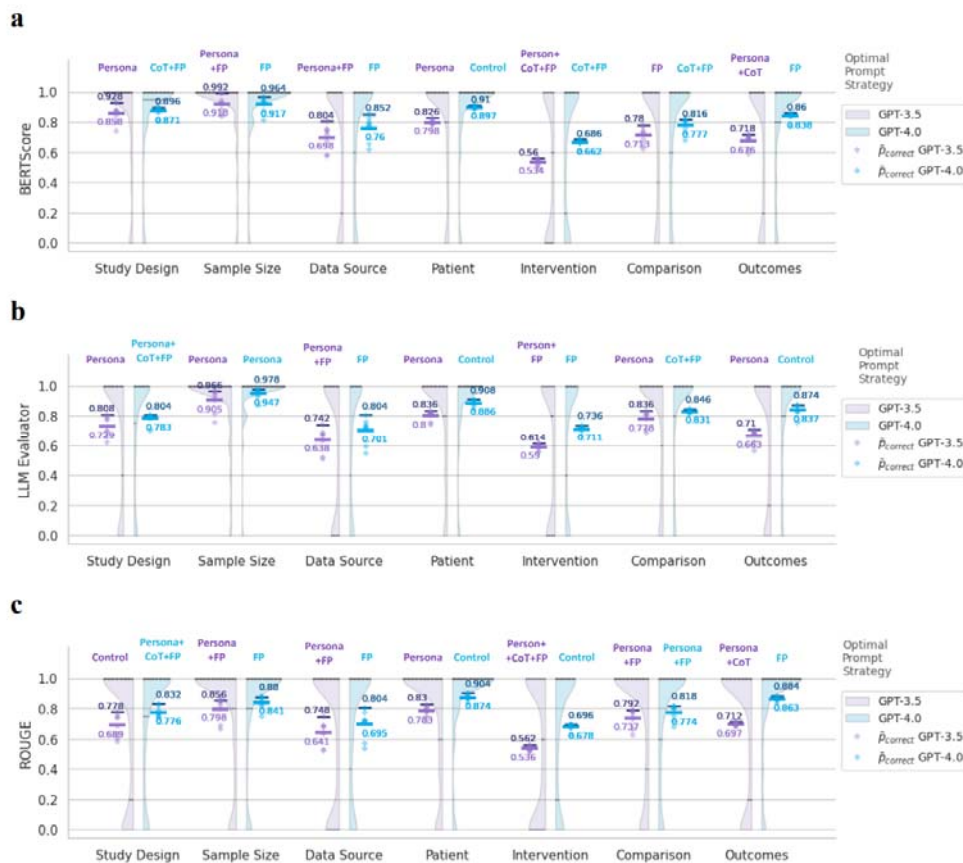 a
Persona CoT+FP Persona +FP FP Persona+FP FP Persona Control Person+ CoT+FP CoT+FP FP CoT+FP Persona +CoT FP
Optimal
Prompt
Strategy
GPT-3.5
GPT-4.0
p̂correct GPT-3.5
p̂correct GPT-4.0
BERTScore
1.0
0.8
0.6
0.4
0.2
0.0
0.928 0.896 0.992 0.964 0.804 0.852 0.826 0.91 0.56 0.686 0.78 0.816 0.718 0.86
0.858 0.871 0.917 0.698 0.76 0.798 0.897 0.534 0.662 0.713 0.777 0.676 0.838
Study Design Sample Size Data Source Patient Intervention Comparison Outcomes
b
Persona Persona+ CoT+FP Persona Persona Persona +FP FP Persona Control Person+ FP FP Persona CoT+FP Persona Control
Optimal
Prompt
Strategy
GPT-3.5
GPT-4.0
p̂correct GPT-3.5
p̂correct GPT-4.0
LLM Evaluator
1.0
0.8
0.6
0.4
0.2
0.0
0.808 0.804 0.966 0.978 0.742 0.804 0.836 0.908 0.614 0.736 0.836 0.846 0.71 0.874
0.729 0.783 0.905 0.947 0.638 0.701 0.8 0.886 0.59 0.711 0.778 0.831 0.663 0.837
Study Design Sample Size Data Source Patient Intervention Comparison Outcomes
c
Control Persona+ CoT+FP Persona +FP FP Persona +FP FP Persona Control Person+ +CoT+FP Control Persona +FP Persona +FP Persona +CoT FP
Optimal
Prompt
Strategy
GPT-3.5
GPT-4.0
p̂correct GPT-3.5
p̂correct GPT-4.0
ROUGE
1.0
0.8
0.6
0.4
0.2
0.0
0.778 0.832 0.856 0.88 0.748 0.804 0.83 0.904 0.562 0.696 0.792 0.818 0.712 0.884
0.689 0.776 0.798 0.841 0.641 0.695 0.783 0.874 0.536 0.678 0.737 0.774 0.697 0.863
Study Design Sample Size Data Source Patient Intervention Comparison Outcomes